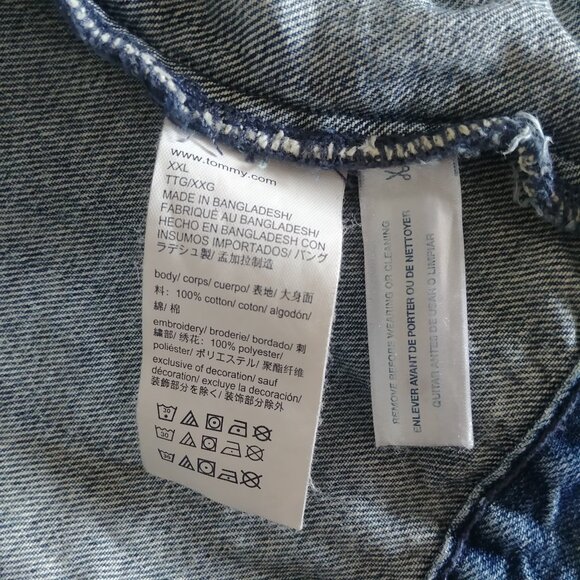 www.tommy.com
XXL
TTG/XXG
MADE IN BANGLADESH/
FABRIQUÉ AU BANGLADESH/
HECHO EN BANGLADESH CON
INSUMOS IMPORTADOS/ バング
ラデシュ製/ 孟加拉制造
body/ corps/ cuerpo/ 表地/ 大身面
料: 100% cotton/ coton/ algodón/
綿/ 棉
embroidery/ broderie/ bordado/ 刺
繍部/ 绣花: 100% polyester/
poliéster/ ポリエステル/ 聚酯纤维
exclusive of decoration/ sauf
décoration/ excluye la decoración/
装飾部分を除く/ 装饰部分除外
30
30
REMOVE BEFORE WEARING OR CLEANING
ENLEVER AVANT DE PORTER OU DE NETTOYER
QUITAR ANTES DE USAR O LIMPIAR